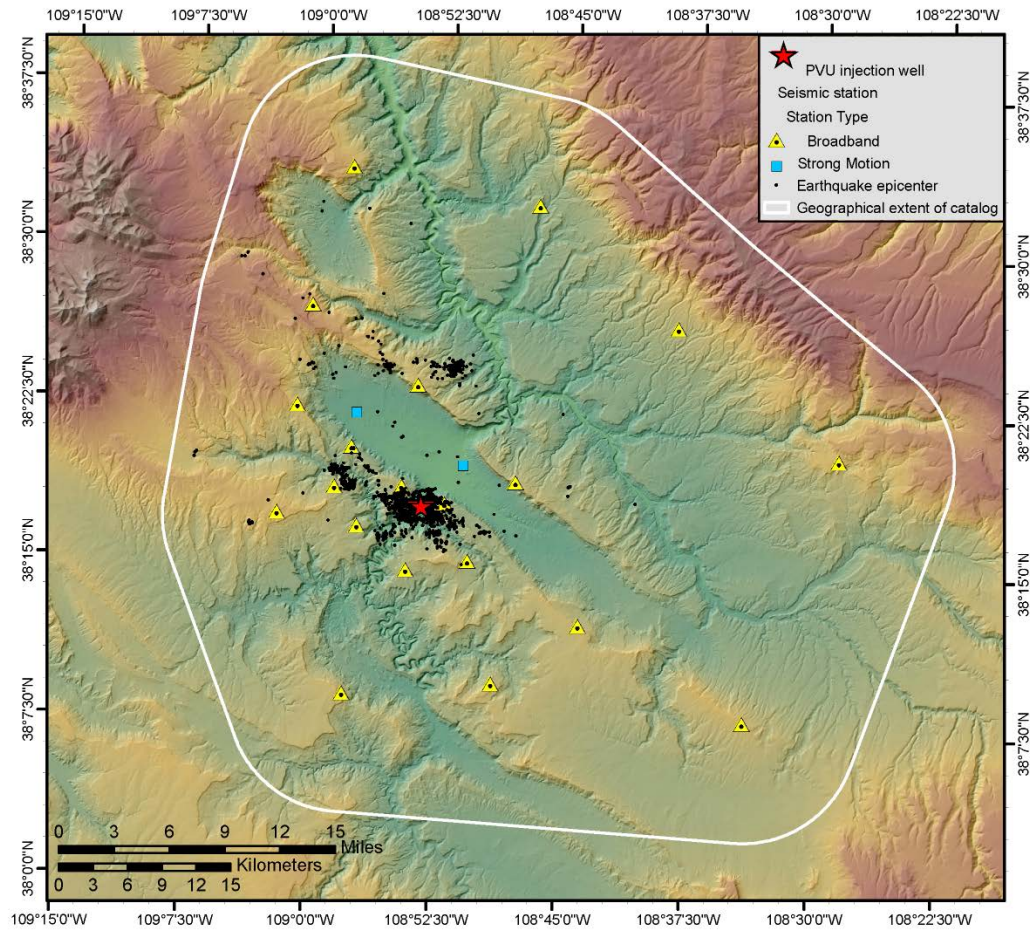 109°15'0"W 109°7'30"W 109°0'0"W 108°52'30"W 108°45'0"W 108°37'30"W 108°30'0"W 108°22'30"W
PVU injection well
Seismic station
Station Type
Broadband
Strong Motion
Earthquake epicenter
Geographical extent of catalog
38°37'30"N
38°30'0"N
38°22'30"N
38°15'0"N
38°7'30"N
38°0'0"N
38°37'30"N
38°30'0"N
38°22'30"N
38°15'0"N
38°7'30"N
0 3 6 9 12 15
Miles
Kilometers
0 3 6 9 12 15
109°15'0"W 109°7'30"W 109°0'0"W 108°52'30"W 108°45'0"W 108°37'30"W 108°30'0"W 108°22'30"W